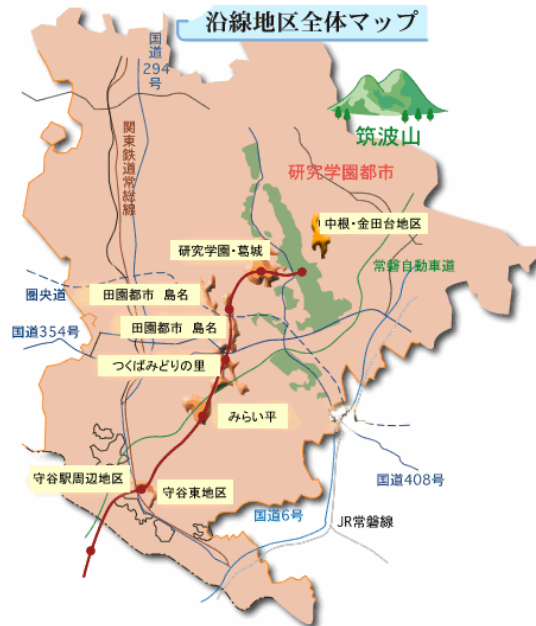 沿線地区全体マップ
国道
294
号
関東鉄道常総線
筑波山
研究学園都市
中根・金田台地区
研究学園・葛城
常磐自動車道
圏央道
田園都市 島名
国道354号
田園都市 島名
つくばみどりの里
みらい平
守谷駅周辺地区
守谷東地区
国道408号
国道6号
JR常磐線